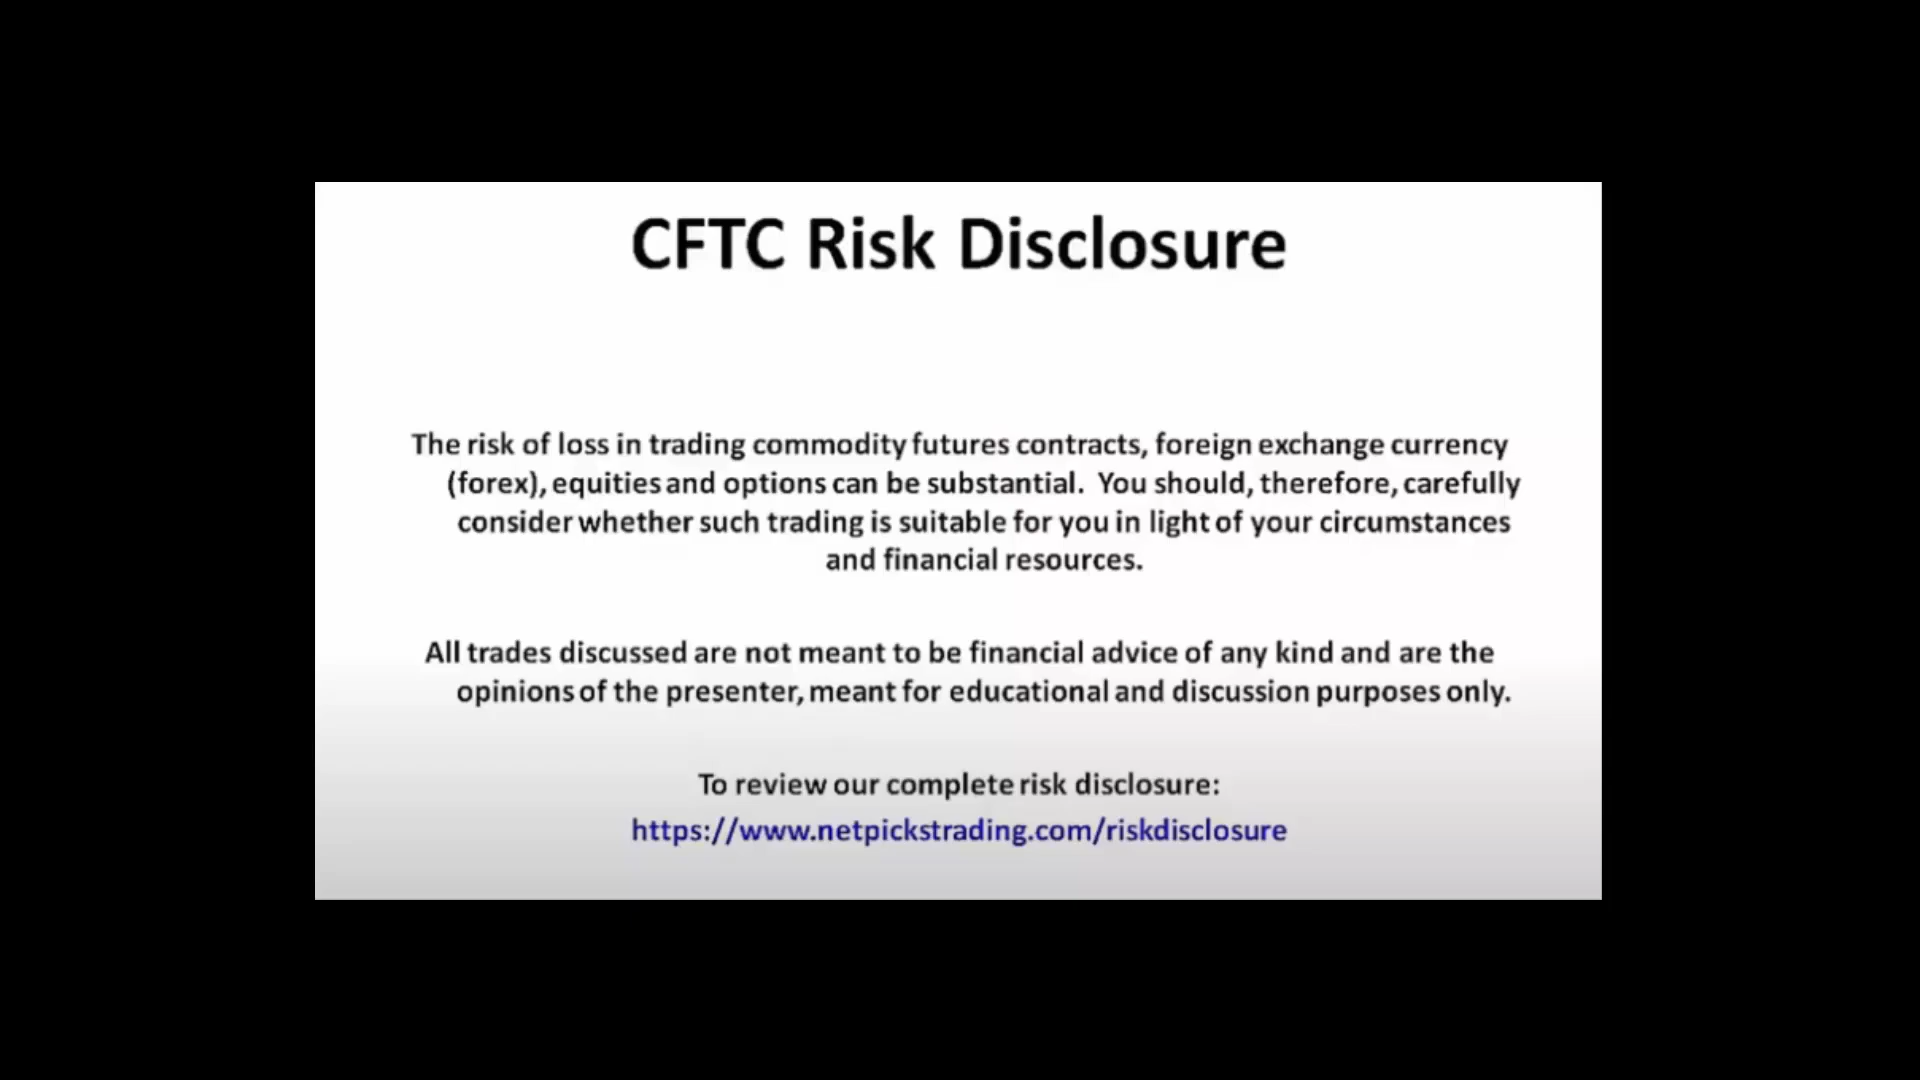 CFTC Risk Disclosure
The risk of loss in trading commodity futures contracts, foreign exchange currency
(forex), equities and options can be substantial.  You should, therefore, carefully
consider whether such trading is suitable for you in light of your circumstances
and financial resources.
All trades discussed are not meant to be financial advice of any kind and are the
opinions of the presenter, meant for educational and discussion purposes only.
To review our complete risk disclosure:
https://www.netpickstrading.com/riskdisclosure